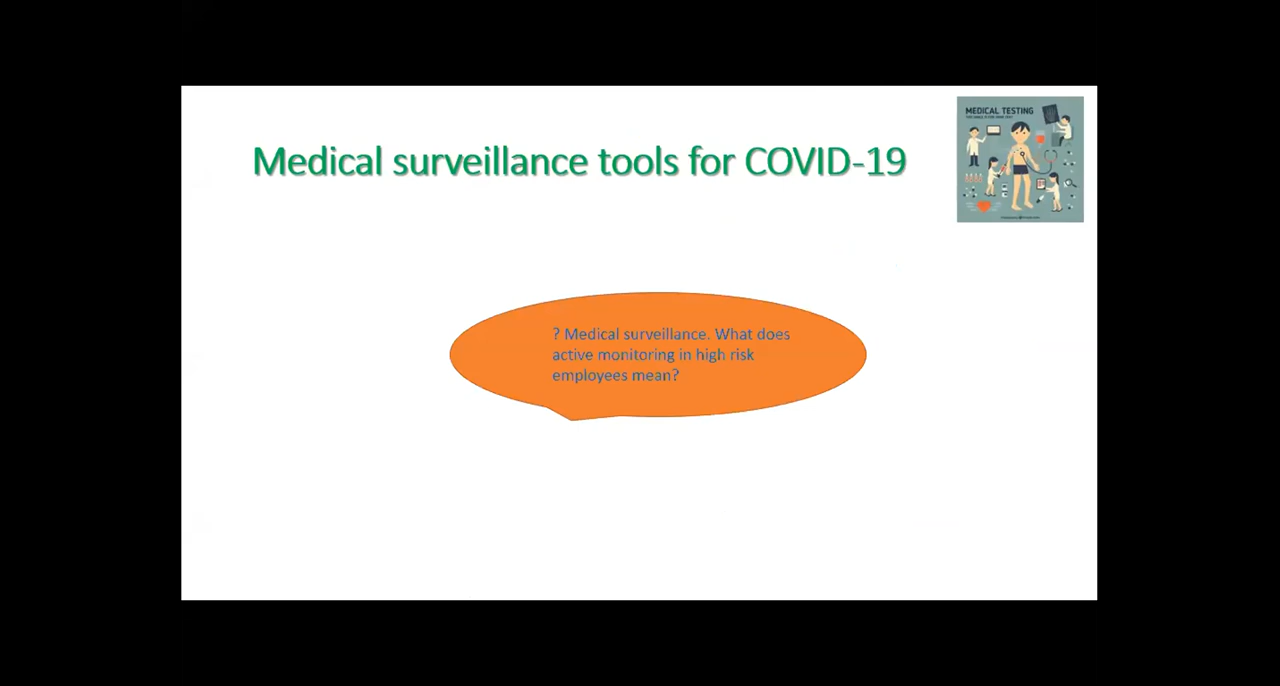 MEDICAL TESTING
Medical surveillance tools for COVID-19
? Medical surveillance. What does
active monitoring in high risk
employees mean?